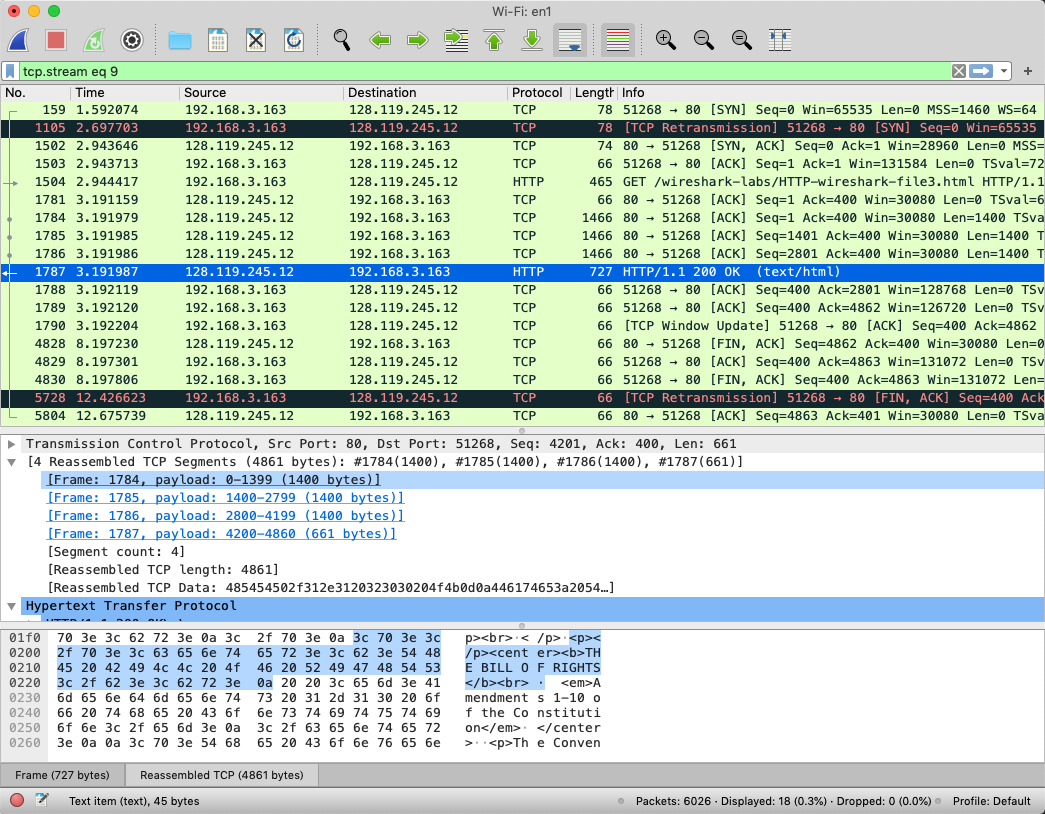 Wi-Fi: en1
tcp.stream eq 9
No. Time Source Destination Protocol Length Info
159 1.592074 192.168.3.163 128.119.245.12 TCP 78 51268 → 80 [SYN] Seq=0 Win=65535 Len=0 MSS=1460 WS=64
1105 2.697703 192.168.3.163 128.119.245.12 TCP 78 [TCP Retransmission] 51268 → 80 [SYN] Seq=0 Win=65535
1502 2.943646 128.119.245.12 192.168.3.163 TCP 74 80 → 51268 [SYN, ACK] Seq=0 Ack=1 Win=28960 Len=0 MSS=
1503 2.943713 192.168.3.163 128.119.245.12 TCP 66 51268 → 80 [ACK] Seq=1 Ack=1 Win=131584 Len=0 TSval=72
1504 2.944417 192.168.3.163 128.119.245.12 HTTP 465 GET /wireshark-labs/HTTP-wireshark-file3.html HTTP/1.1
1781 3.191159 128.119.245.12 192.168.3.163 TCP 66 80 → 51268 [ACK] Seq=1 Ack=400 Win=30080 Len=0 TSval=6
1784 3.191979 128.119.245.12 192.168.3.163 TCP 1466 80 → 51268 [ACK] Seq=1 Ack=400 Win=30080 Len=1400 TSva
1785 3.191985 128.119.245.12 192.168.3.163 TCP 1466 80 → 51268 [ACK] Seq=1401 Ack=400 Win=30080 Len=1400 T
1786 3.191986 128.119.245.12 192.168.3.163 TCP 1466 80 → 51268 [ACK] Seq=2801 Ack=400 Win=30080 Len=1400 T
1787 3.191987 128.119.245.12 192.168.3.163 HTTP 727 HTTP/1.1 200 OK (text/html)
1788 3.192119 192.168.3.163 128.119.245.12 TCP 66 51268 → 80 [ACK] Seq=400 Ack=2801 Win=128768 Len=0 TSv
1789 3.192120 192.168.3.163 128.119.245.12 TCP 66 51268 → 80 [ACK] Seq=400 Ack=4862 Win=126720 Len=0 TSv
1790 3.192204 192.168.3.163 128.119.245.12 TCP 66 [TCP Window Update] 51268 → 80 [ACK] Seq=400 Ack=4862
4828 8.197230 128.119.245.12 192.168.3.163 TCP 66 80 → 51268 [FIN, ACK] Seq=4862 Ack=400 Win=30080 Len=0
4829 8.197301 192.168.3.163 128.119.245.12 TCP 66 51268 → 80 [ACK] Seq=400 Ack=4863 Win=131072 Len=0 TSv
4830 8.197806 192.168.3.163 128.119.245.12 TCP 66 51268 → 80 [FIN, ACK] Seq=400 Ack=4863 Win=131072 Len=
5728 12.426623 192.168.3.163 128.119.245.12 TCP 66 [TCP Retransmission] 51268 → 80 [FIN, ACK] Seq=400 Ack
5804 12.675739 128.119.245.12 192.168.3.163 TCP 66 80 → 51268 [ACK] Seq=4863 Ack=401 Win=30080 Len=0 TSva
Transmission Control Protocol, Src Port: 80, Dst Port: 51268, Seq: 4201, Ack: 400, Len: 661
[4 Reassembled TCP Segments (4861 bytes): #1784(1400), #1785(1400), #1786(1400), #1787(661)]
[Frame: 1784, payload: 0-1399 (1400 bytes)]
[Frame: 1785, payload: 1400-2799 (1400 bytes)]
[Frame: 1786, payload: 2800-4199 (1400 bytes)]
[Frame: 1787, payload: 4200-4860 (661 bytes)]
[Segment count: 4]
[Reassembled TCP length: 4861]
[Reassembled TCP Data: 485454502f312e3120323030204f4b0d0a446174653a2054…]
Hypertext Transfer Protocol
01f0 70 3e 3c 62 72 3e 0a 3c 2f 70 3e 0a 3c 70 3e 3c p><br>·< /p>·<p><
0200 2f 70 3e 3c 63 65 6e 74 65 72 3e 3c 62 3e 54 48 /p><cent er><b>TH
0210 45 20 42 49 4c 4c 20 4f 46 20 52 49 47 48 54 53 E BILL O F RIGHTS
0220 3c 2f 62 3e 3c 62 72 3e 0a 20 20 3c 65 6d 3e 41 </b><br> · <em>A
0230 6d 65 6e 64 6d 65 6e 74 73 20 31 2d 31 30 20 6f mendment s 1-10 o
0240 66 20 74 68 65 20 43 6f 6e 73 74 69 74 75 74 69 f the Co nstituti
0250 6f 6e 3c 2f 65 6d 3e 0a 3c 2f 63 65 6e 74 65 72 on</em>· </center
0260 3e 0a 0a 3c 70 3e 54 68 65 20 43 6f 6e 76 65 6e >··<p>Th e Conven
Frame (727 bytes) Reassembled TCP (4861 bytes)
Text item (text), 45 bytes Packets: 6026 · Displayed: 18 (0.3%) · Dropped: 0 (0.0%) Profile: Default